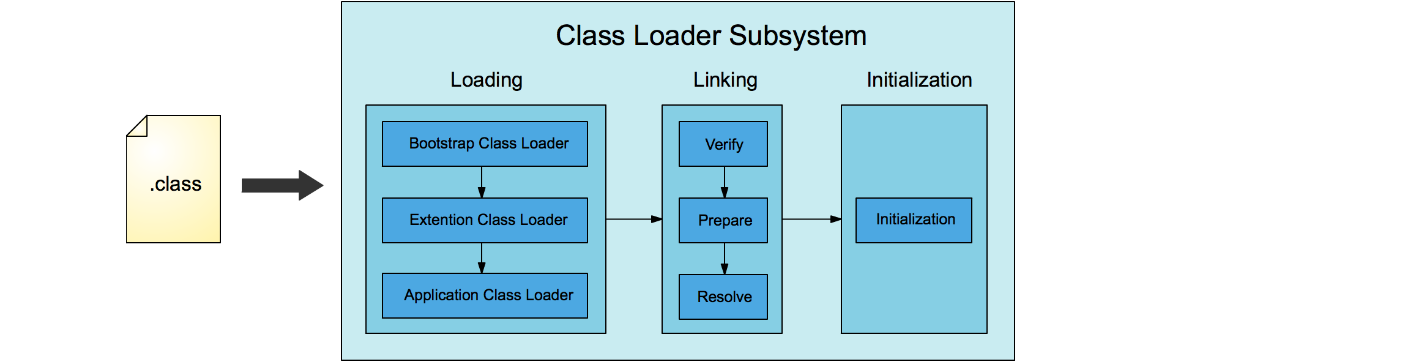 Class Loader Subsystem
Loading
Linking
Initialization
.class
Bootstrap Class Loader
Extention Class Loader
Application Class Loader
Verify
Prepare
Resolve
Initialization